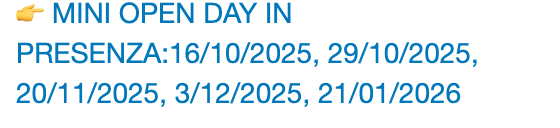 👉 MINI OPEN DAY IN
PRESENZA:16/10/2025, 29/10/2025,
20/11/2025, 3/12/2025, 21/01/2026